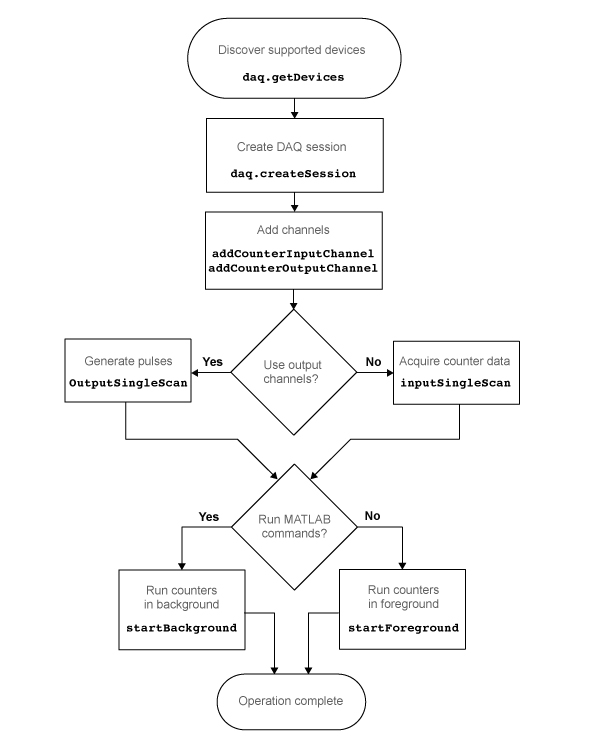 Discover supported devices
daq.getDevices
Create DAQ session
daq.createSession
Add channels
addCounterInputChannel
addCounterOutputChannel
Use output
channels?
Yes
No
Generate pulses
OutputSingleScan
Acquire counter data
inputSingleScan
Run MATLAB
commands?
Yes
No
Run counters
in background
startBackground
Run counters
in foreground
startForeground
Operation complete